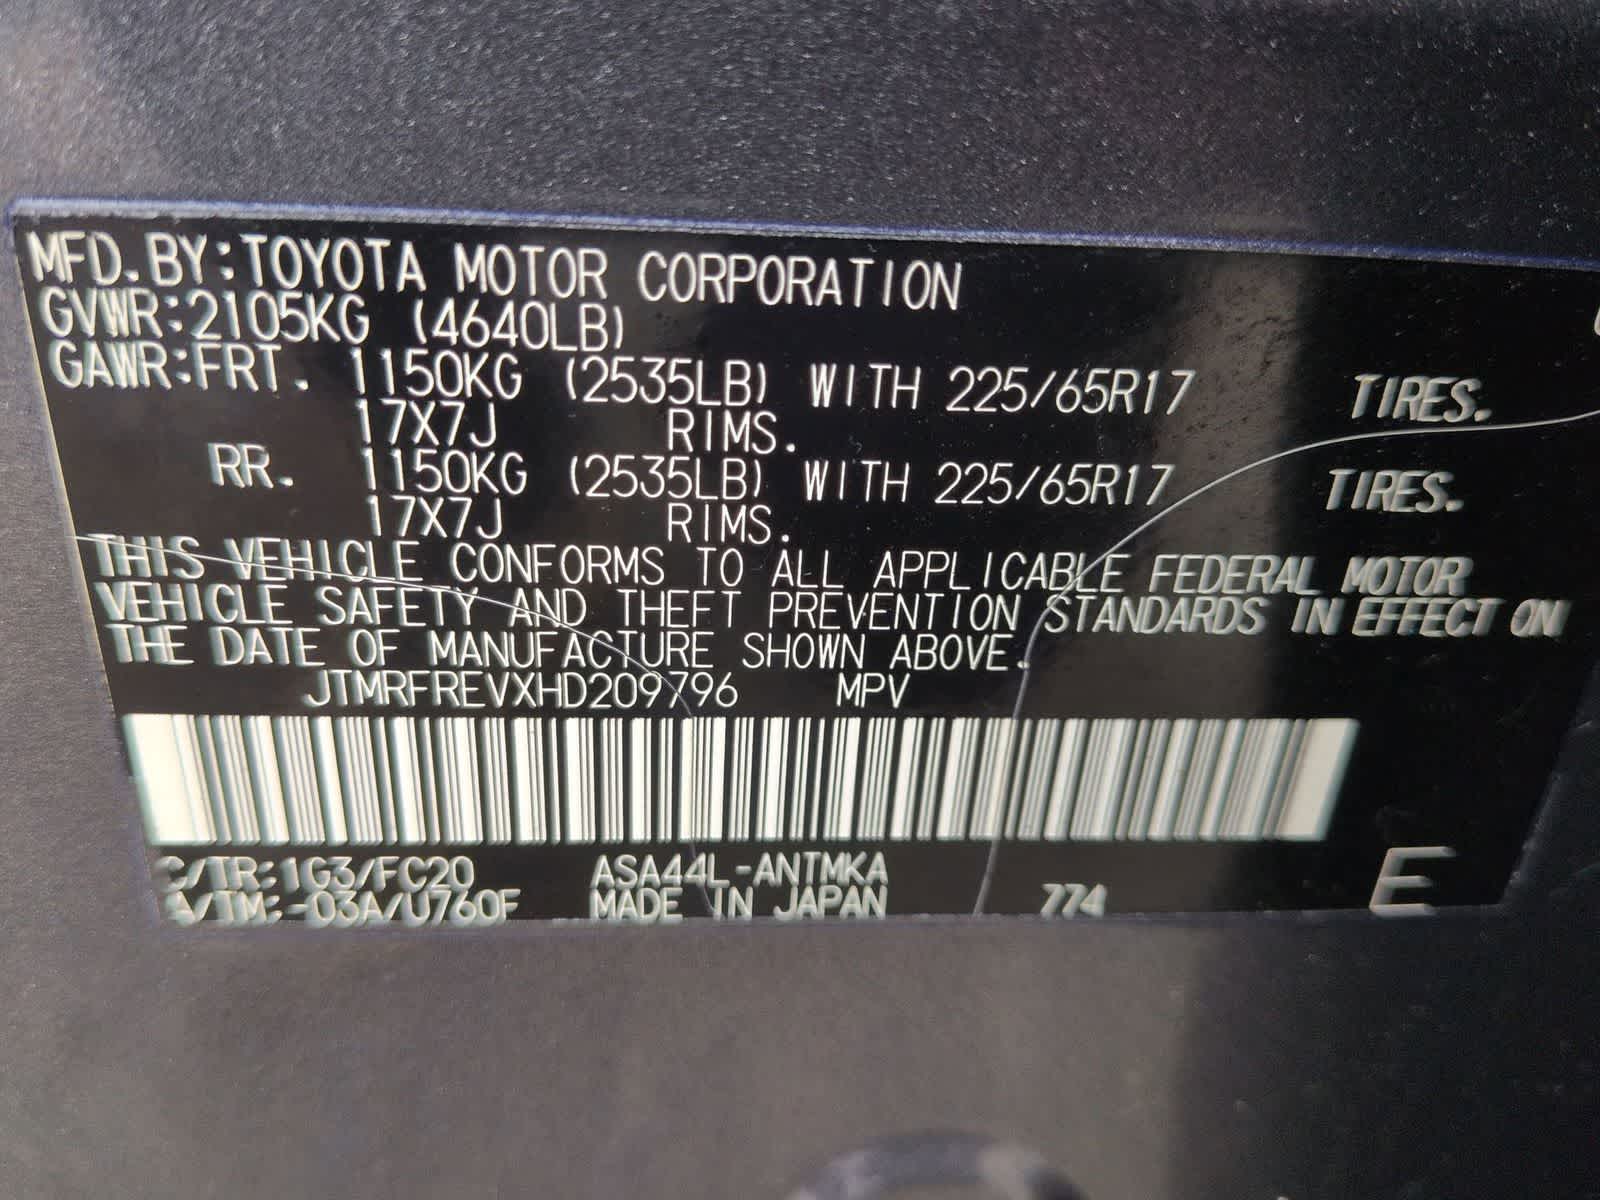 MFD.BY:TOYOTA MOTOR CORPORATION
GVWR:2105KG (4640LB)
GAWR:FRT. 1150KG (2535LB) WITH 225/65R17 TIRES.
17X7J RIMS.
RR. 1150KG (2535LB) WITH 225/65R17 TIRES.
17X7J RIMS.
THIS VEHICLE CONFORMS TO ALL APPLICABLE FEDERAL MOTOR
VEHICLE SAFETY AND THEFT PREVENTION STANDARDS IN EFFECT ON
THE DATE OF MANUFACTURE SHOWN ABOVE.
JTMRFREVXHD209796 MPV
C/TR:1G3/FC20 ASA44L-ANTMKA
A/TM:-03A/U760F MADE IN JAPAN 774 E